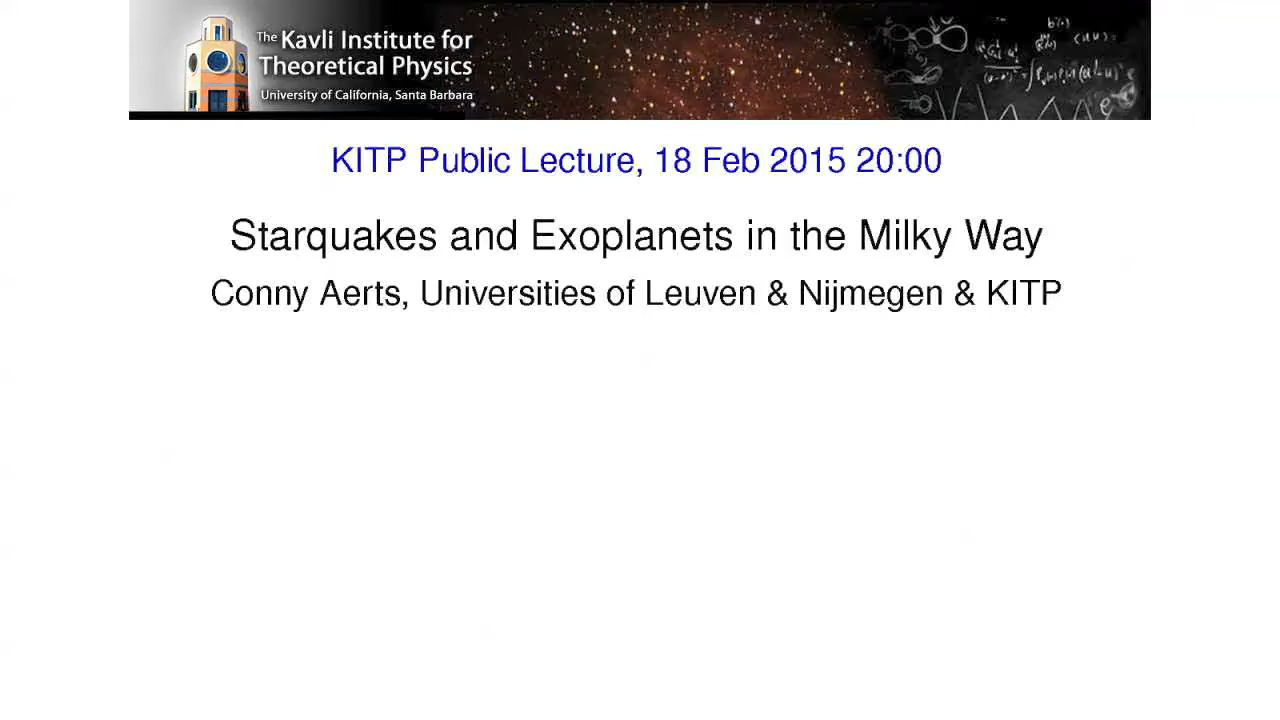 The Kavli Institute for
Theoretical Physics
University of California, Santa Barbara
KITP Public Lecture, 18 Feb 2015 20:00
Starquakes and Exoplanets in the Milky Way
Conny Aerts, Universities of Leuven & Nijmegen & KITP